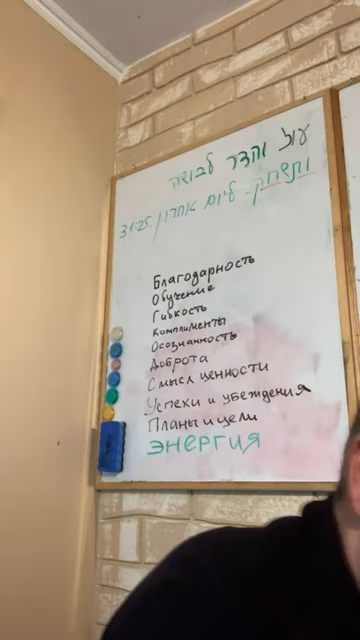 עוז והדר לבושה
ותשחק ליום אחרון. 31:25
Благодарность
Обучение
Гибкость
Комплименты
Осознанность
Доброта
Смысл ценности
Успехи и убеждения
Планы и цели
ЭНЕРГИЯ